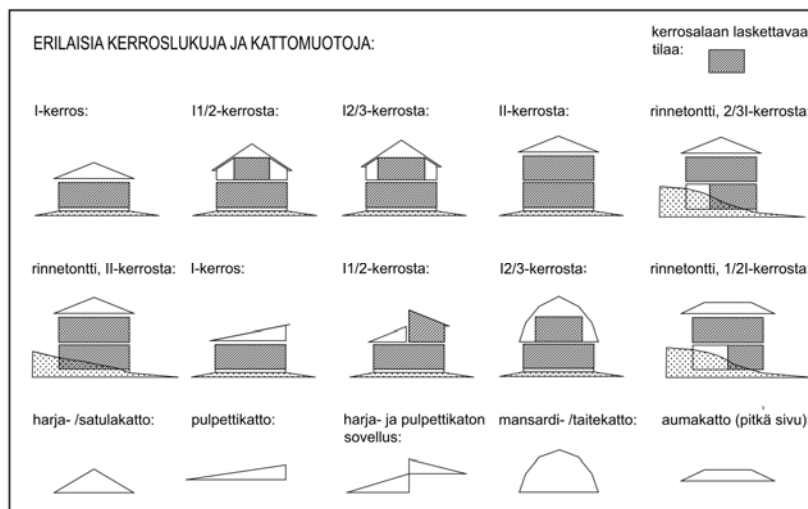 ERILAISIA KERROSLUKUJA JA KATTOMUOTOJA:
kerrosalaan laskettavaa
tilaa:
I-kerros:
I1/2-kerrosta:
I2/3-kerrosta:
II-kerrosta:
rinnetontti, 2/3I-kerrosta:
rinnetontti, II-kerrosta:
I-kerros:
I1/2-kerrosta:
I2/3-kerrosta:
rinnetontti, 1/2I-kerrosta:
harja- /satulakatto:
pulpettikatto:
harja- ja pulpettikaton
sovellus:
mansardi- /taitekatto:
aumakatto (pitkä sivu):